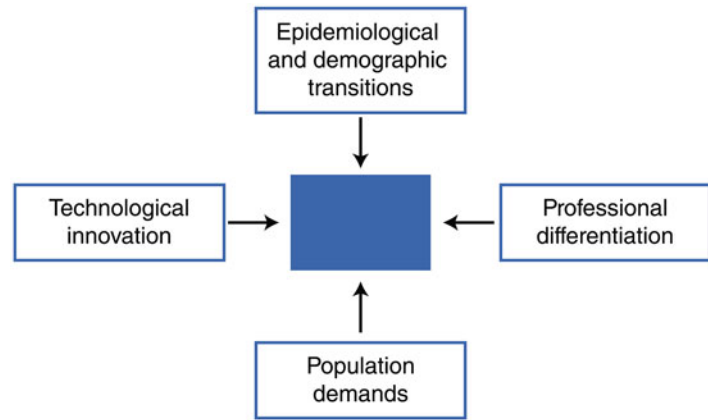 Epidemiological
and demographic
transitions
Technological
innovation
Professional
differentiation
Population
demands